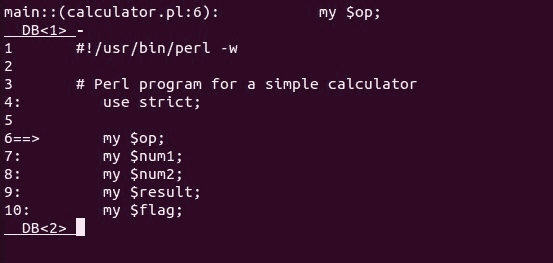 main::(calculator.pl:6):           my $op;
  DB<1> -
1       #!/usr/bin/perl -w
2
3       # Perl program for a simple calculator
4:         use strict;
5
6==>       my $op;
7:         my $num1;
8:         my $num2;
9:         my $result;
10:        my $flag;
  DB<2>